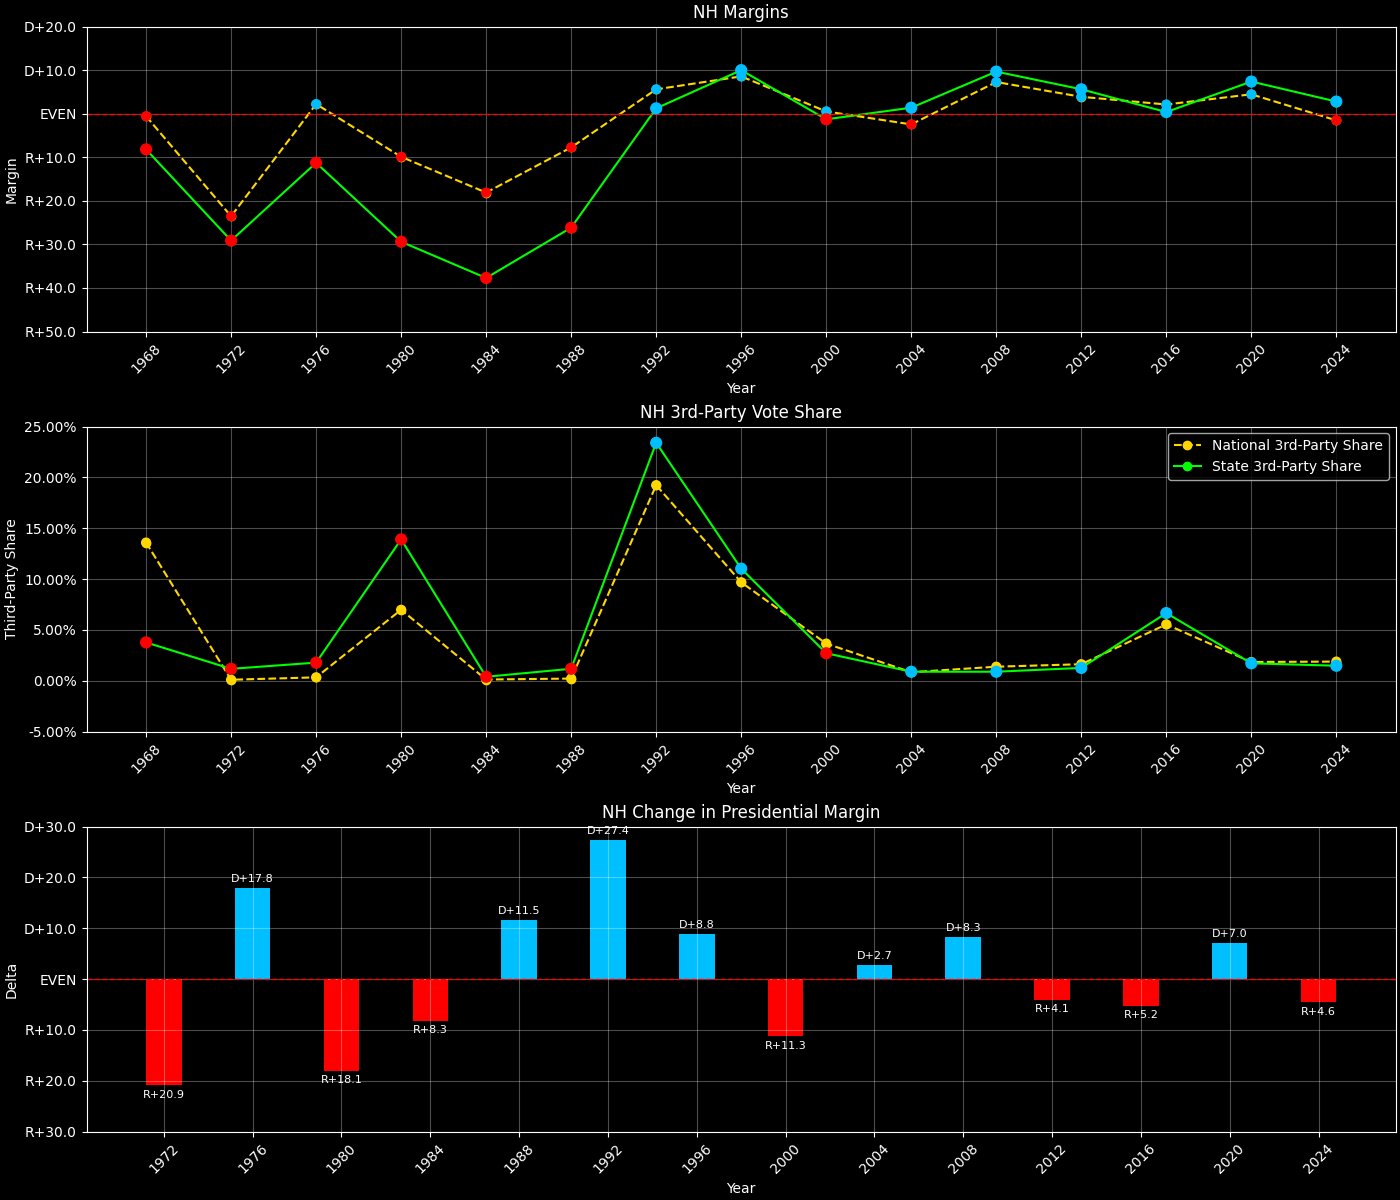 NH Margins
D+20.0
D+10.0
EVEN
R+10.0
R+20.0
R+30.0
R+40.0
R+50.0
Margin
1968 1972 1976 1980 1984 1988 1992 1996 2000 2004 2008 2012 2016 2020 2024
Year
NH 3rd-Party Vote Share
25.00%
20.00%
15.00%
10.00%
5.00%
0.00%
-5.00%
Third-Party Share
National 3rd-Party Share
State 3rd-Party Share
1968 1972 1976 1980 1984 1988 1992 1996 2000 2004 2008 2012 2016 2020 2024
Year
NH Change in Presidential Margin
D+30.0
D+20.0
D+10.0
EVEN
R+10.0
R+20.0
R+30.0
Delta
R+20.9
D+17.8
R+18.1
R+8.3
D+11.5
D+27.4
D+8.8
R+11.3
D+2.7
D+8.3
R+4.1
R+5.2
D+7.0
R+4.6
1972 1976 1980 1984 1988 1992 1996 2000 2004 2008 2012 2016 2020 2024
Year